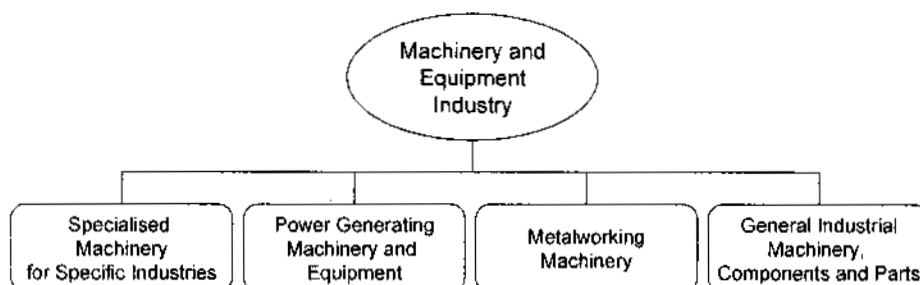 Machinery and
Equipment
Industry
Specialised
Machinery
for Specific Industries
Power Generating
Machinery and
Equipment
Metalworking
Machinery
General Industrial
Machinery,
Components and Parts